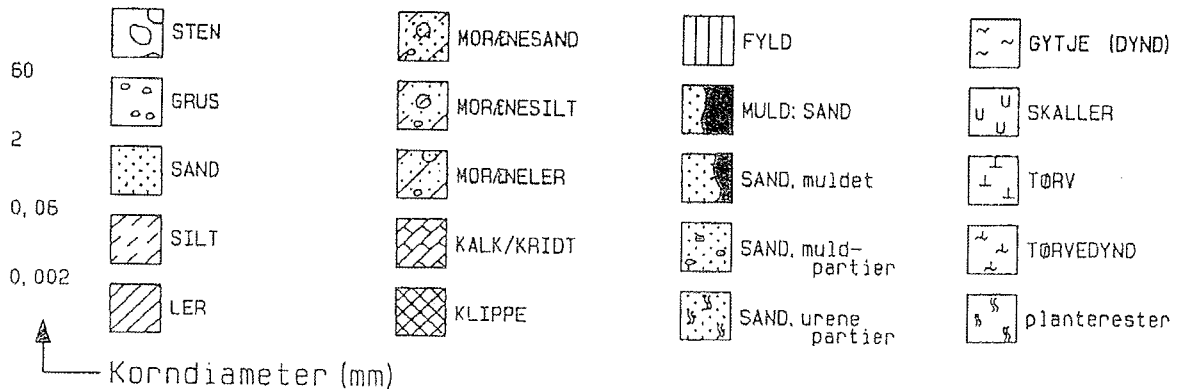 STEN
60
GRUS
2
SAND
0,06
SILT
0,002
LER
Korndiameter (mm)
MORÆNESAND
MORÆNESILT
MORÆNELER
KALK/KRIDT
KLIPPE
FYLD
MULD: SAND
SAND, muldet
SAND, muld-
partier
SAND, urene
partier
GYTJE (DYND)
SKALLER
TØRV
TØRVEDYND
planterester